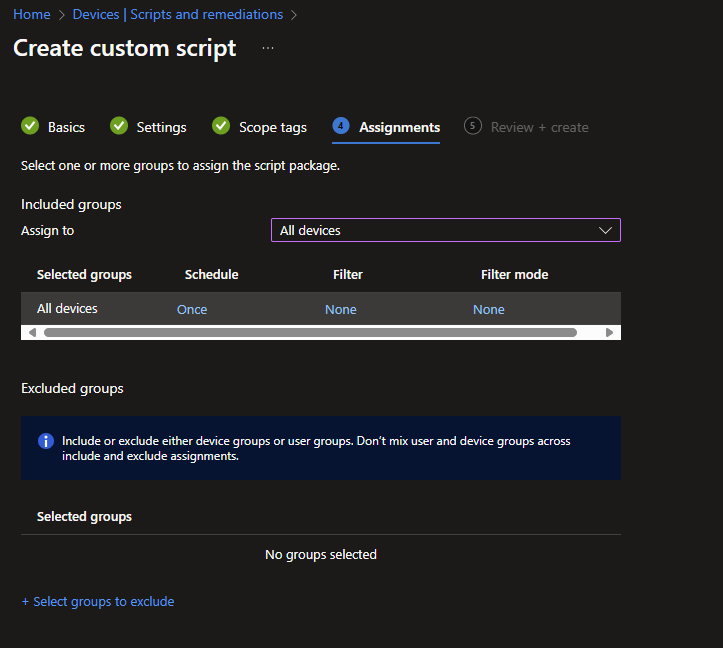 Home > Devices | Scripts and remediations >
Create custom script ...
Basics Settings Scope tags 4 Assignments 5 Review + create
Select one or more groups to assign the script package.
Included groups
Assign to All devices
Selected groups Schedule Filter Filter mode
All devices Once None None
Excluded groups
Include or exclude either device groups or user groups. Don't mix user and device groups across
include and exclude assignments.
Selected groups
No groups selected
+ Select groups to exclude